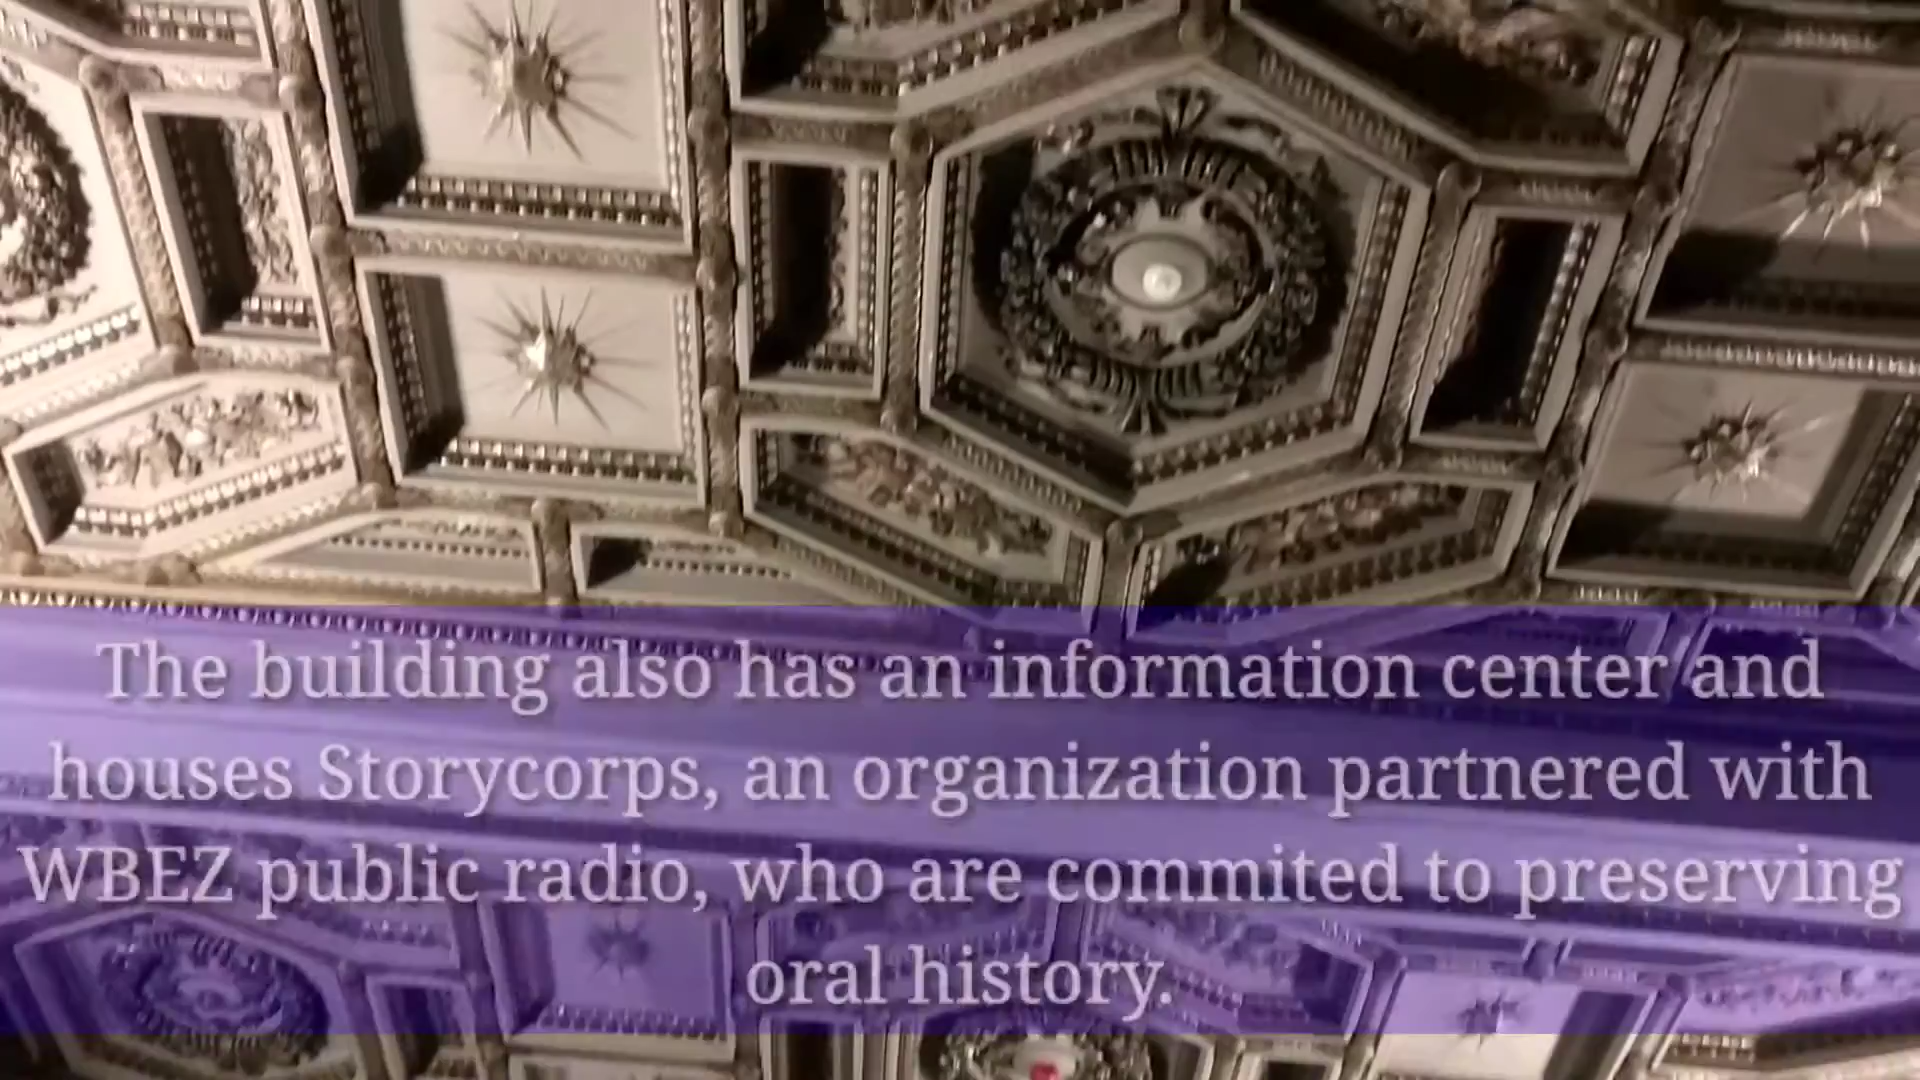 The building also has an information center and
houses Storycorps, an organization partnered with
WBEZ public radio, who are commited to preserving
oral history.